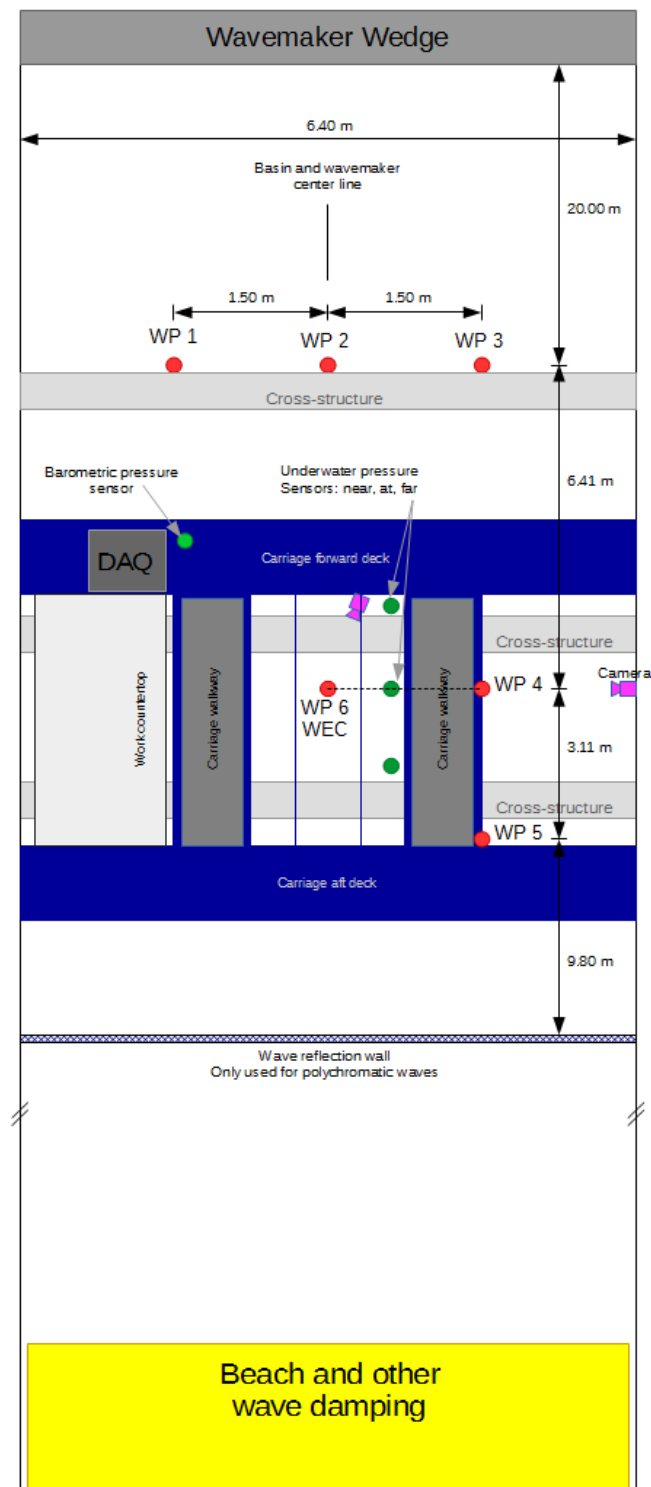 Wavemaker Wedge
6.40 m
Basin and wavemaker
center line
20.00 m
1.50 m
1.50 m
WP 1
WP 2
WP 3
Cross-structure
Barometric pressure
sensor
Underwater pressure
Sensors: near, at, far
6.41 m
DAQ
Carriage forward deck
Cross-structure
Camera
Workcountertop
Carriage walkway
Carriage walkway
WP 6
WEC
WP 4
3.11 m
Cross-structure
WP 5
Carriage aft deck
9.80 m
Wave reflection wall
Only used for polychromatic waves
Beach and other
wave damping